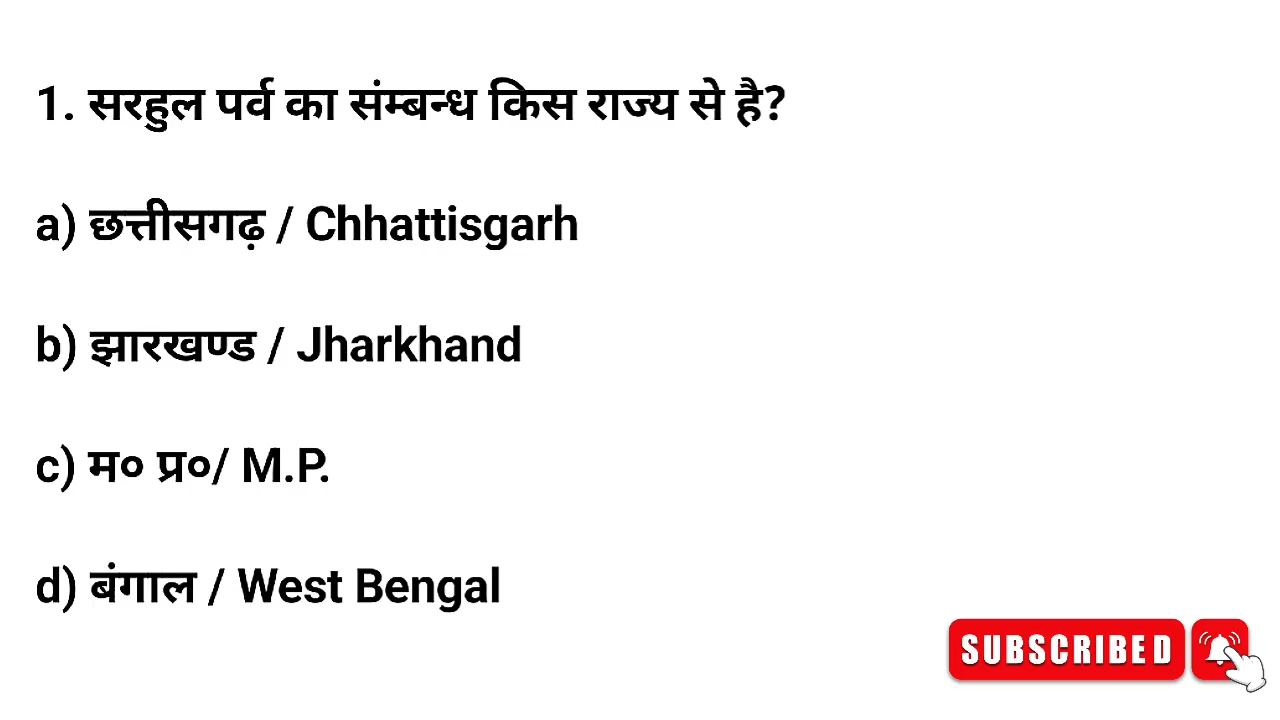 1. सरहुल पर्व का संम्बन्ध किस राज्य से है?
a) छत्तीसगढ़ / Chhattisgarh
b) झारखण्ड / Jharkhand
c) म० प्र०/ M.P.
d) बंगाल / West Bengal
SUBSCRIBED